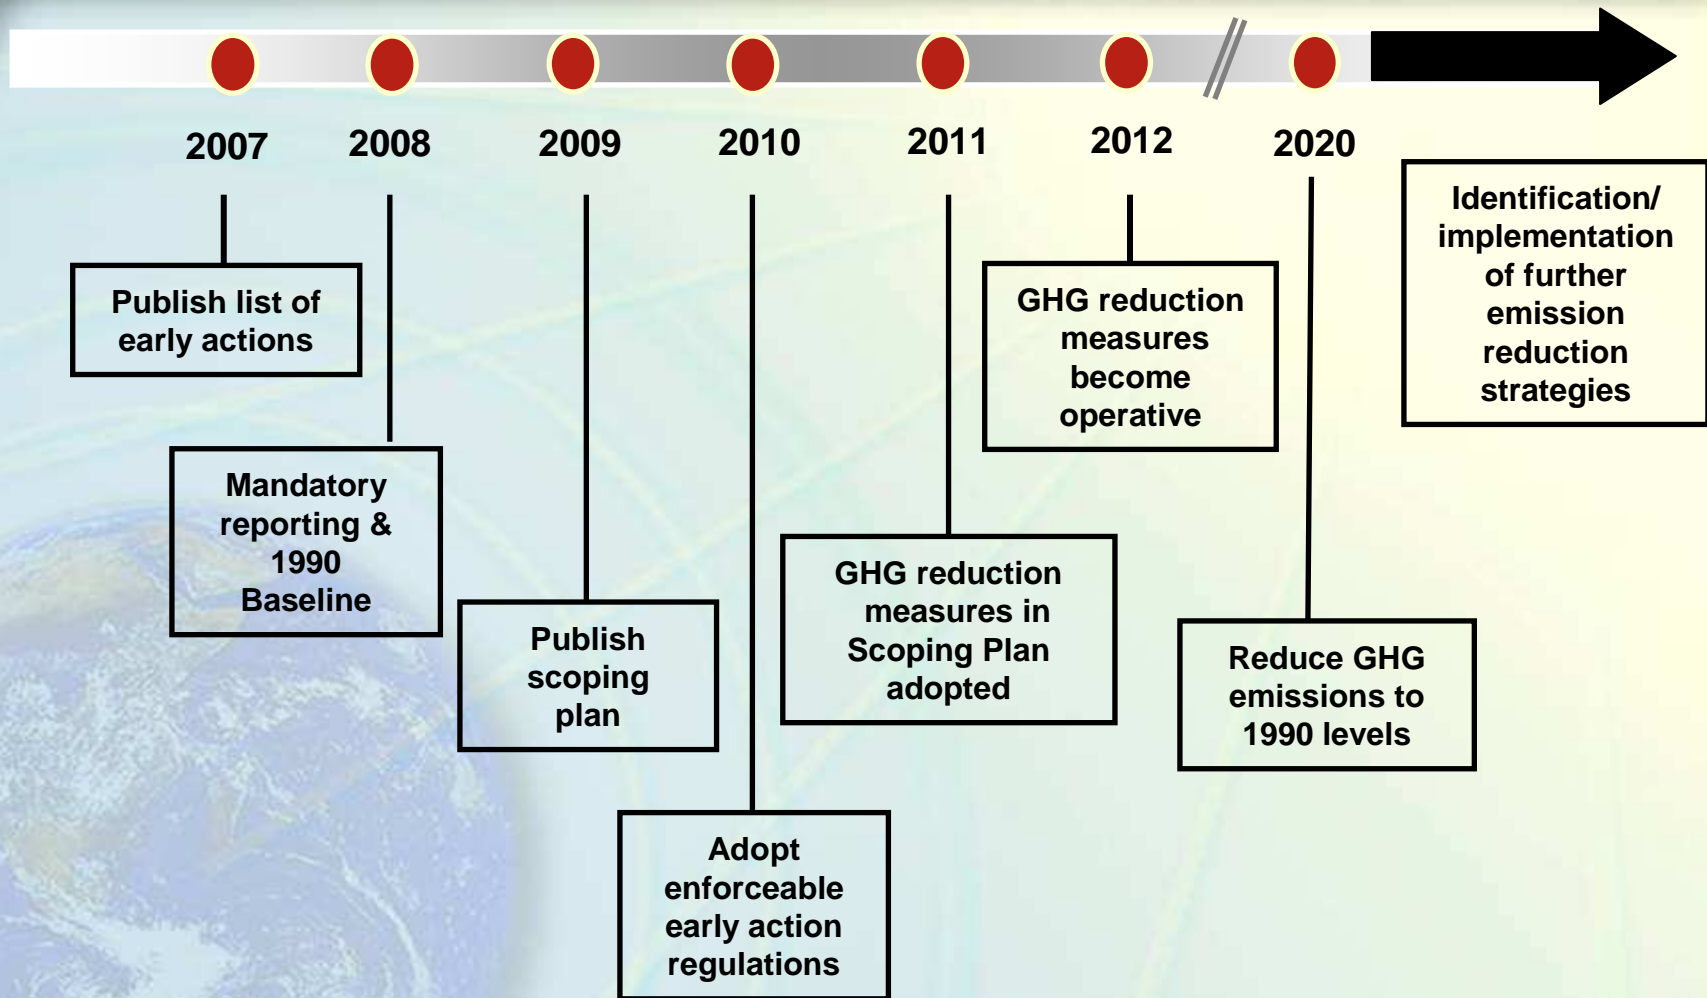 2007
2008
2009
2010
2011
2012
2020
Publish list of
early actions
Mandatory
reporting &
1990
Baseline
Publish
scoping
plan
Adopt
enforceable
early action
regulations
GHG reduction
measures in
Scoping Plan
adopted
GHG reduction
measures
become
operative
Reduce GHG
emissions to
1990 levels
Identification/
implementation
of further
emission
reduction
strategies